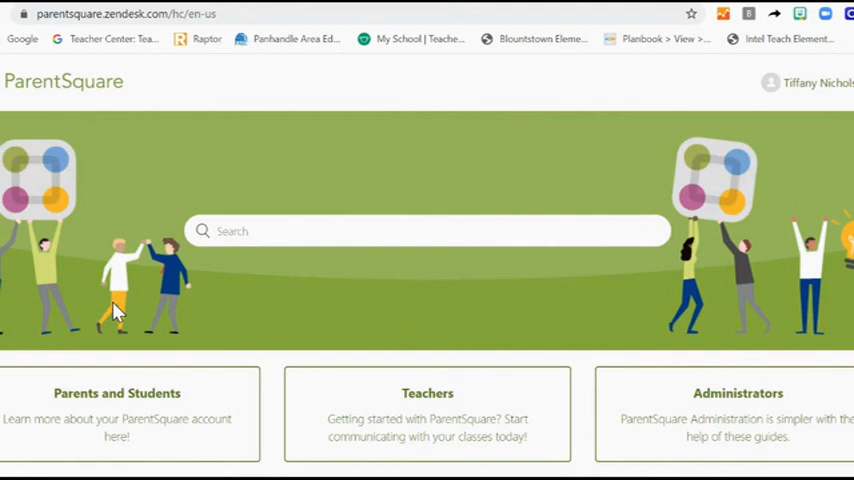 parentsquare.zendesk.com/hc/en-us
Google Teacher Center: Tea... Raptor Panhandle Area Ed... My School | Teache... Blountstown Eleme... Planbook > View >... Intel Teach Element...
ParentSquare
Tiffany Nichols
Search
Parents and Students
Learn more about your ParentSquare account
here!
Teachers
Getting started with ParentSquare? Start
communicating with your classes today!
Administrators
ParentSquare Administration is simpler with the
help of these guides.